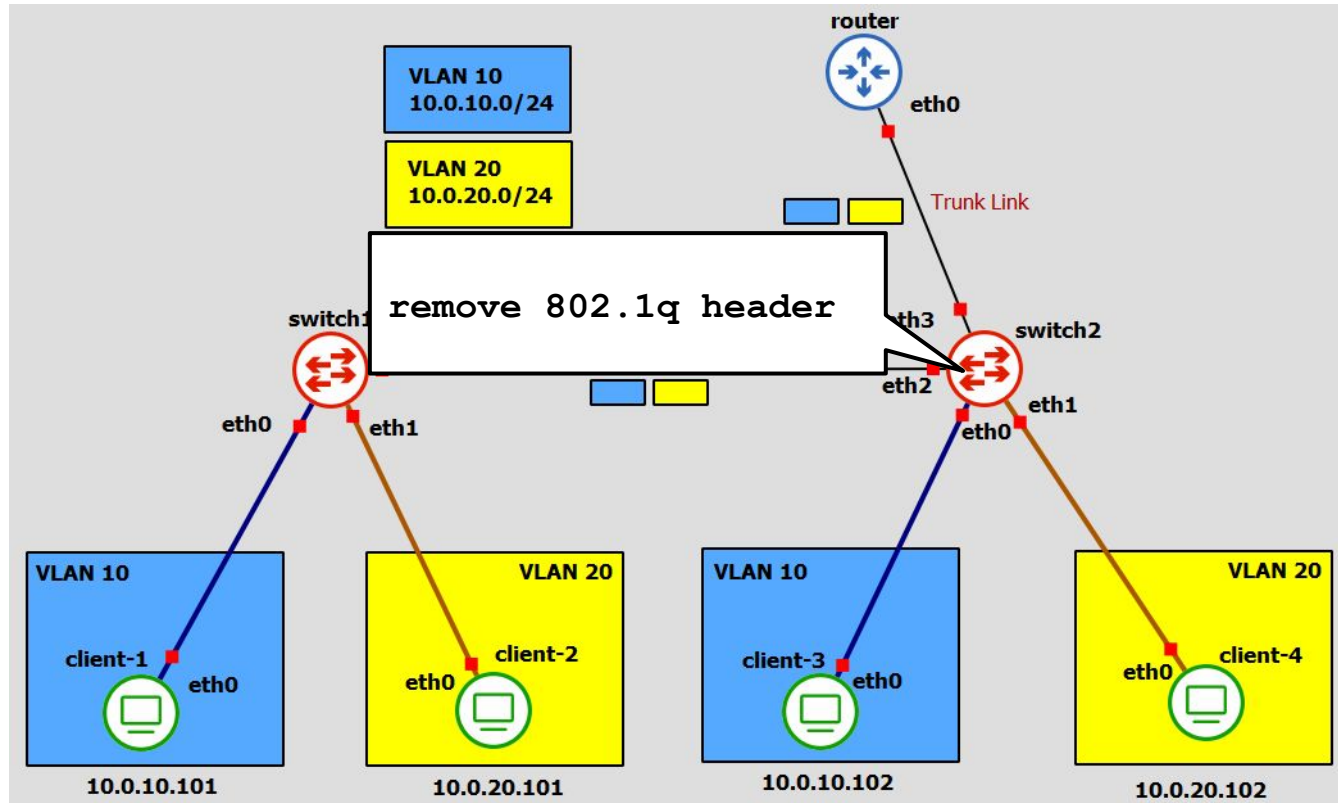 router
VLAN 10
10.0.10.0/24
eth0
VLAN 20
10.0.20.0/24
Trunk Link
remove 802.1q header
switch1
eth3
switch2
eth2
eth0
eth1
eth1
eth0
VLAN 10
VLAN 20
VLAN 10
VLAN 20
client-1
eth0
client-2
eth0
client-3
eth0
client-4
eth0
10.0.10.101
10.0.20.101
10.0.10.102
10.0.20.102